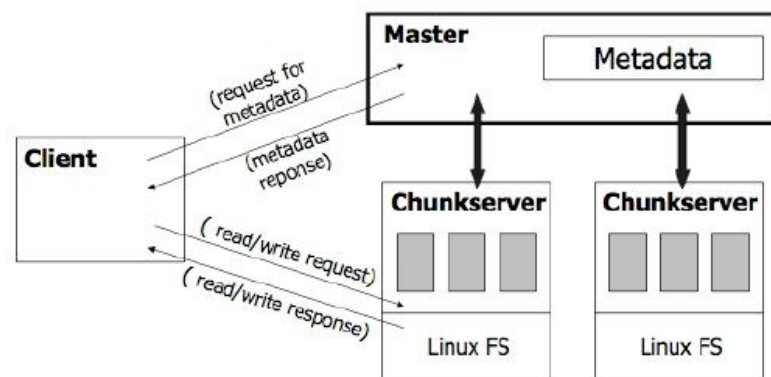 Master
Metadata
(request for
metadata)
Client
(metadata
reponse)
Chunkserver
Chunkserver
( read/write request)
( read/write response)
Linux FS
Linux FS